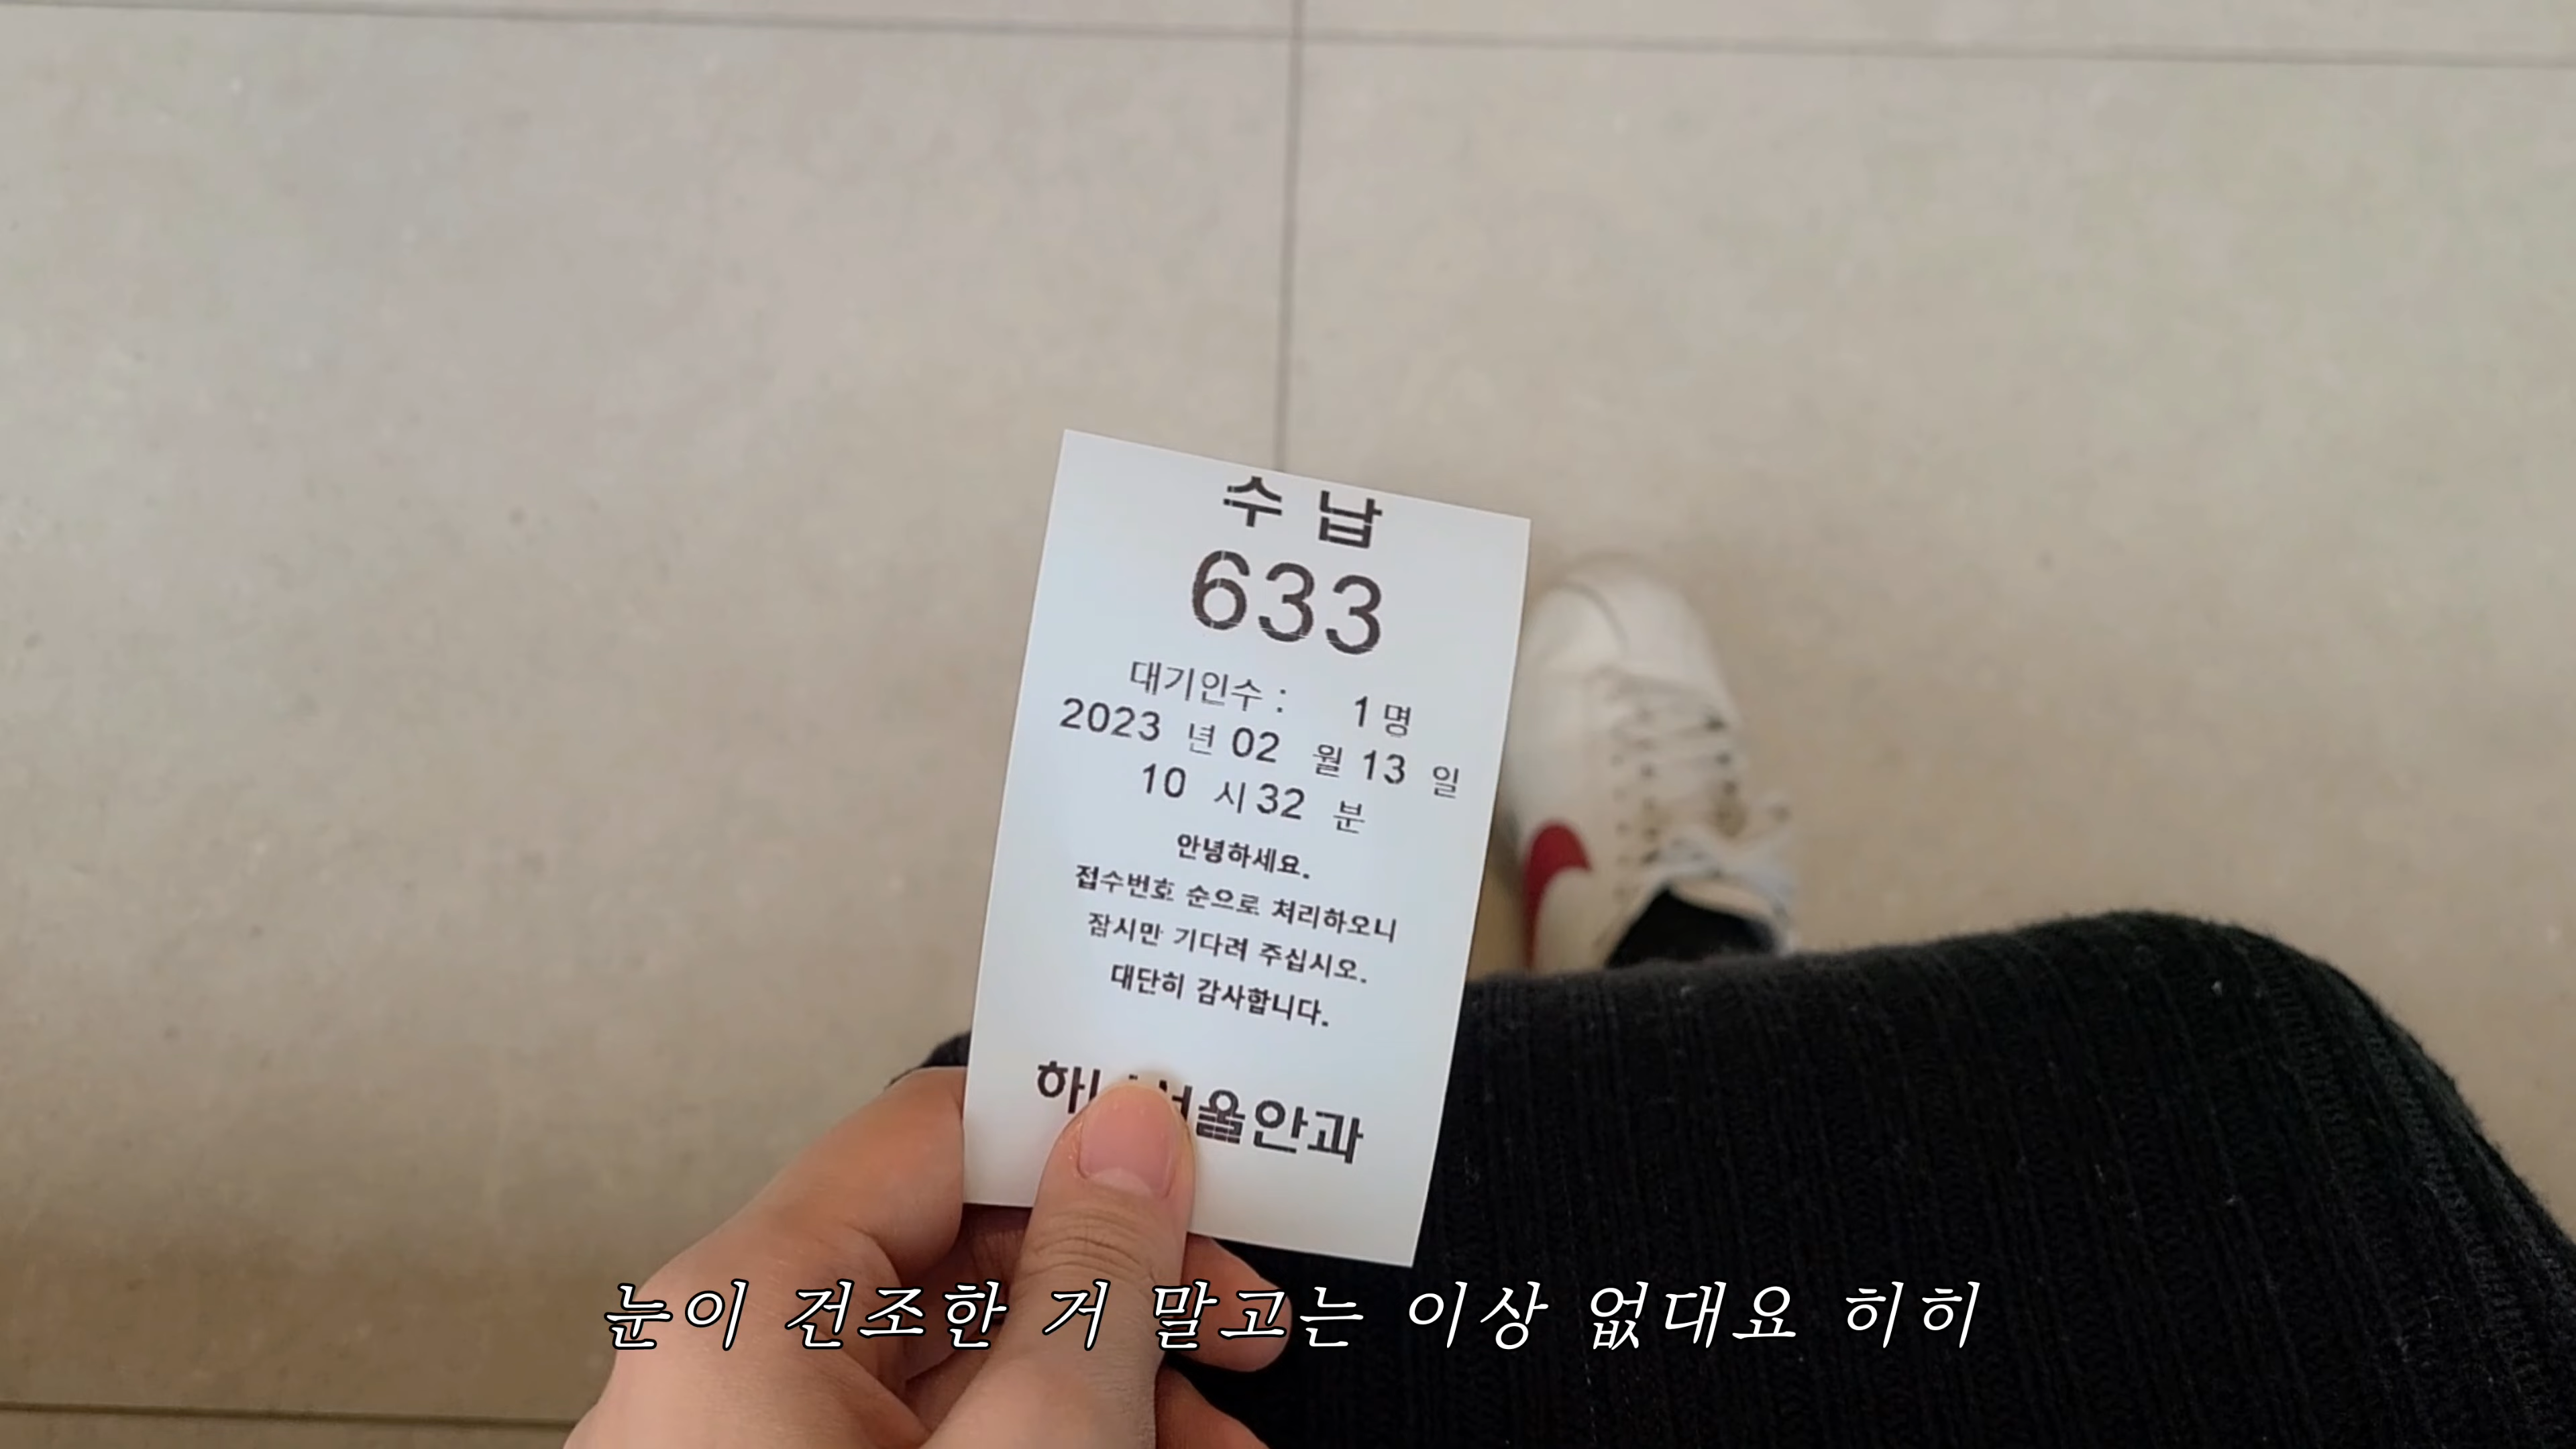 수 납
633
대기인수 : 1 명
2023 년 02 월 13 일
10 시 32 분
안녕하세요.
접수번호 순으로 쳐리하오니
잠시만 기다려 주십시오.
대단히 감사합니다.
눈이 건조한 거 말고는 이상 없대요 히히